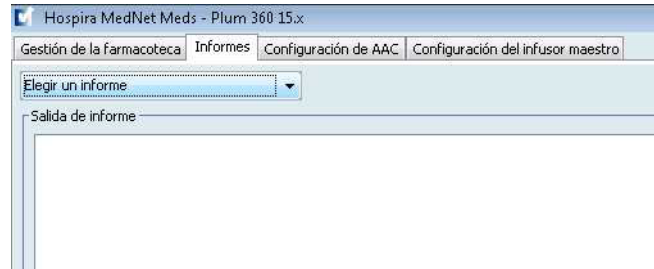 Hospira MedNet Meds - Plum 360 15.x
Gestión de la farmacoteca Informes Configuración de AAC Configuración del infusor maestro
Elegir un informe
Salida de informe